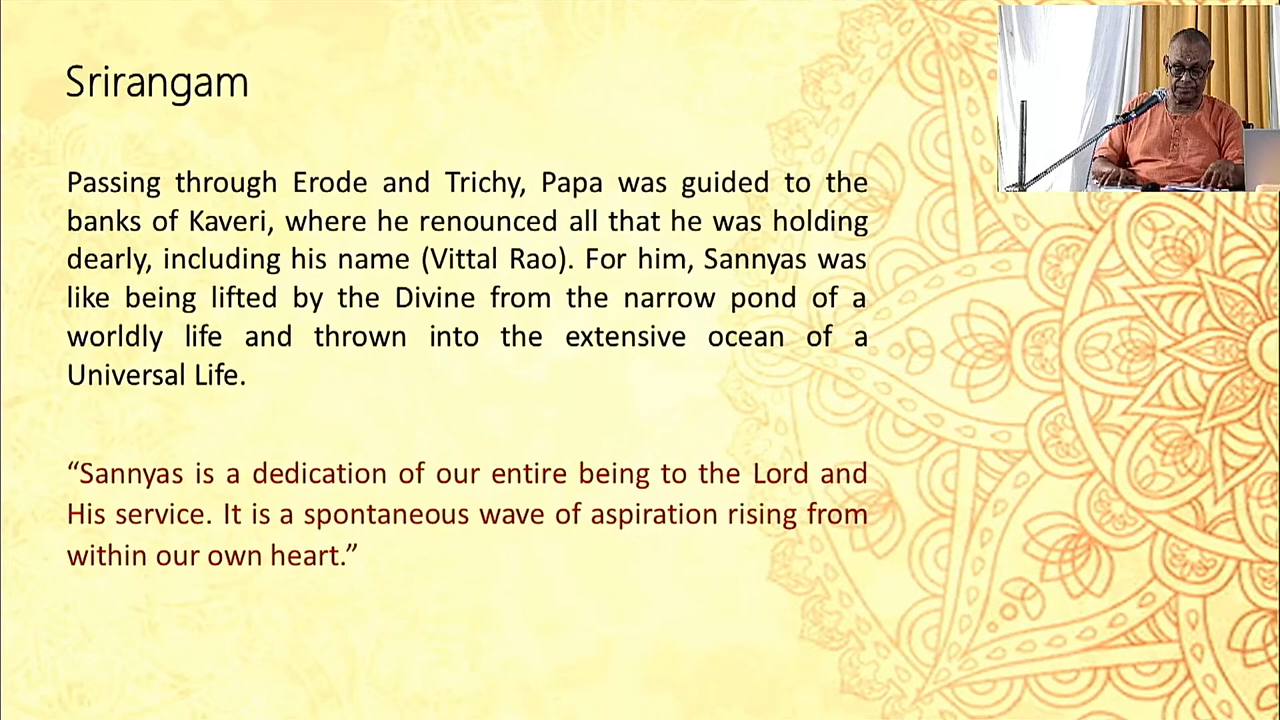 Srirangam
Passing through Erode and Trichy, Papa was guided to the
banks of Kaveri, where he renounced all that he was holding
dearly, including his name (Vittal Rao). For him, Sannyas was
like being lifted by the Divine from the narrow pond of a
worldly life and thrown into the extensive ocean of a
Universal Life.
“Sannyas is a dedication of our entire being to the Lord and
His service. It is a spontaneous wave of aspiration rising from
within our own heart.”